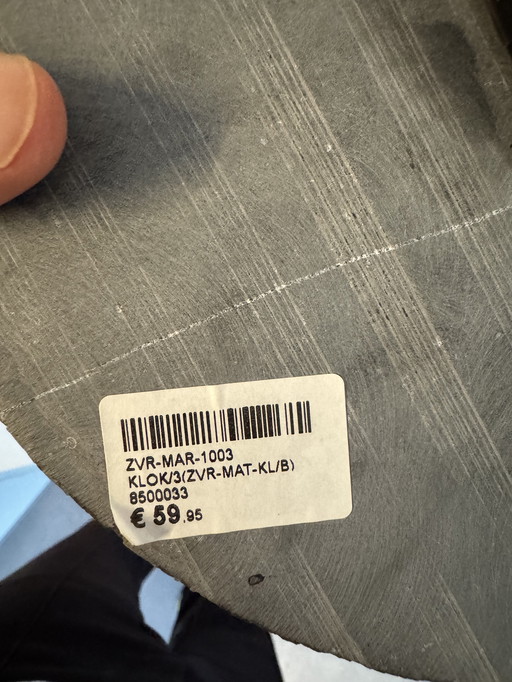 ZVR-MAR-1003
KLOK/3(ZVR-MAT-KL/B)
8500033
€ 59.95